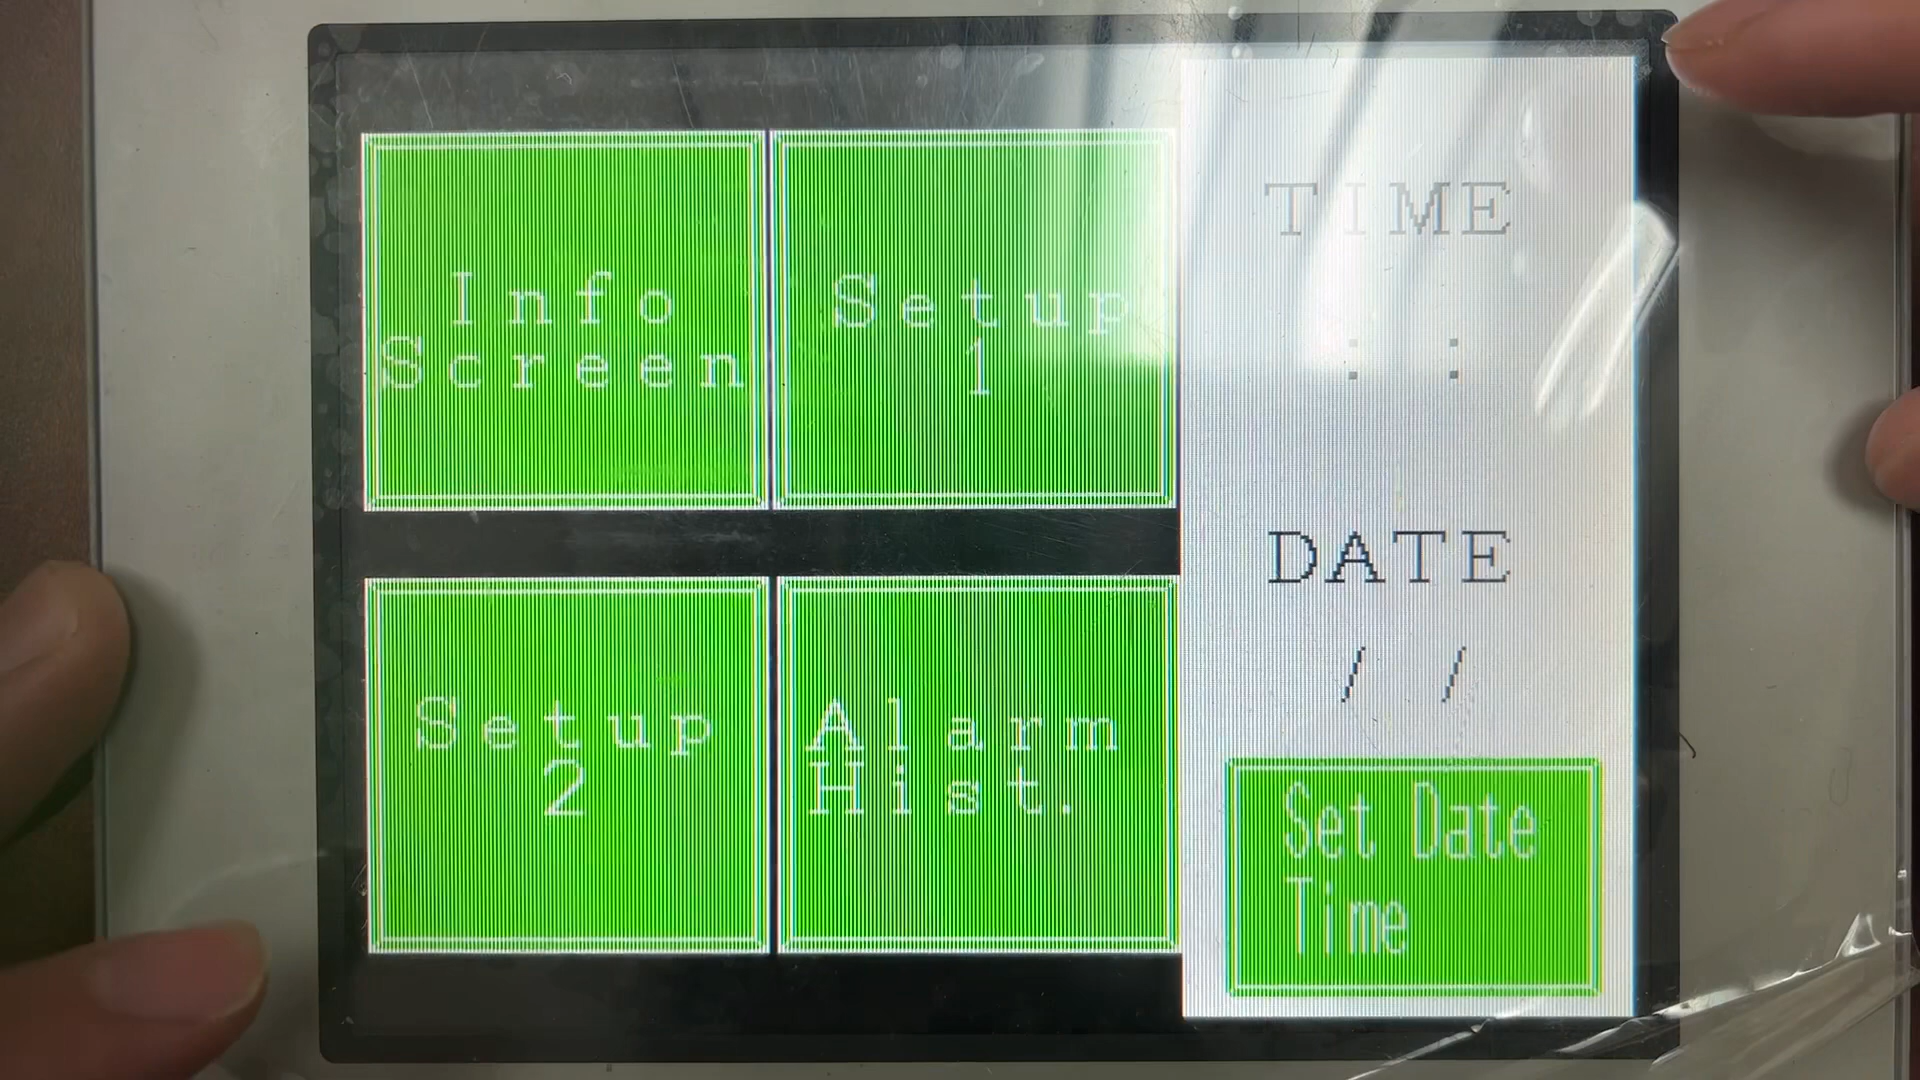 Info
Screen
Setup
1
TIME
: :
DATE
/ /
Setup
2
Alarm
Hist.
Set Date
Time